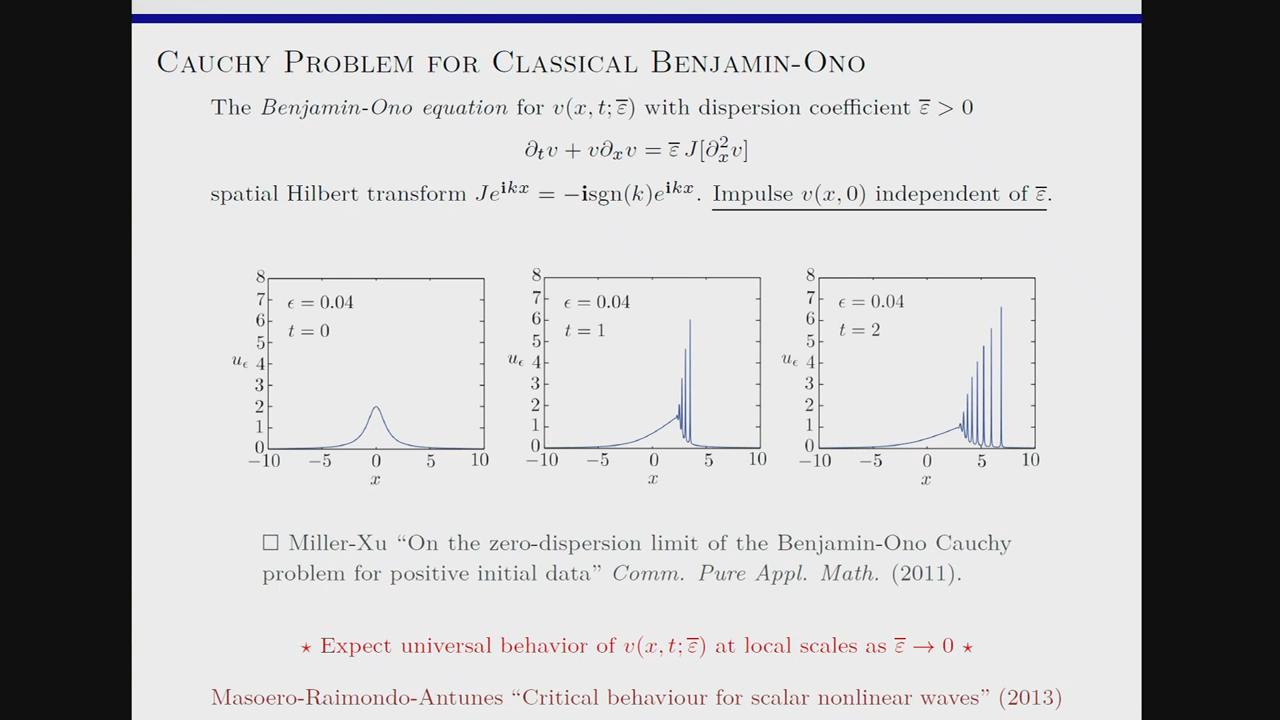 Cauchy Problem for Classical Benjamin-Ono
The Benjamin-Ono equation for v(x, t; ε̅) with dispersion coefficient ε̅ > 0
∂ₜv + v∂ₓv = ε̅ J[∂ₓ²v]
spatial Hilbert transform Jeⁱᵏˣ = −isgn(k)eⁱᵏˣ. Impulse v(x, 0) independent of ε̅.
8
7
6
5
4
3
2
1
0
uϵ
ϵ = 0.04
t = 0
−10 −5 0 5 10
x
8
7
6
5
4
3
2
1
0
uϵ
ϵ = 0.04
t = 1
−10 −5 0 5 10
x
8
7
6
5
4
3
2
1
0
uϵ
ϵ = 0.04
t = 2
−10 −5 0 5 10
x
□ Miller-Xu “On the zero-dispersion limit of the Benjamin-Ono Cauchy
problem for positive initial data” Comm. Pure Appl. Math. (2011).
⋆ Expect universal behavior of v(x, t; ε̅) at local scales as ε̅ → 0 ⋆
Masoero-Raimondo-Antunes “Critical behaviour for scalar nonlinear waves” (2013)